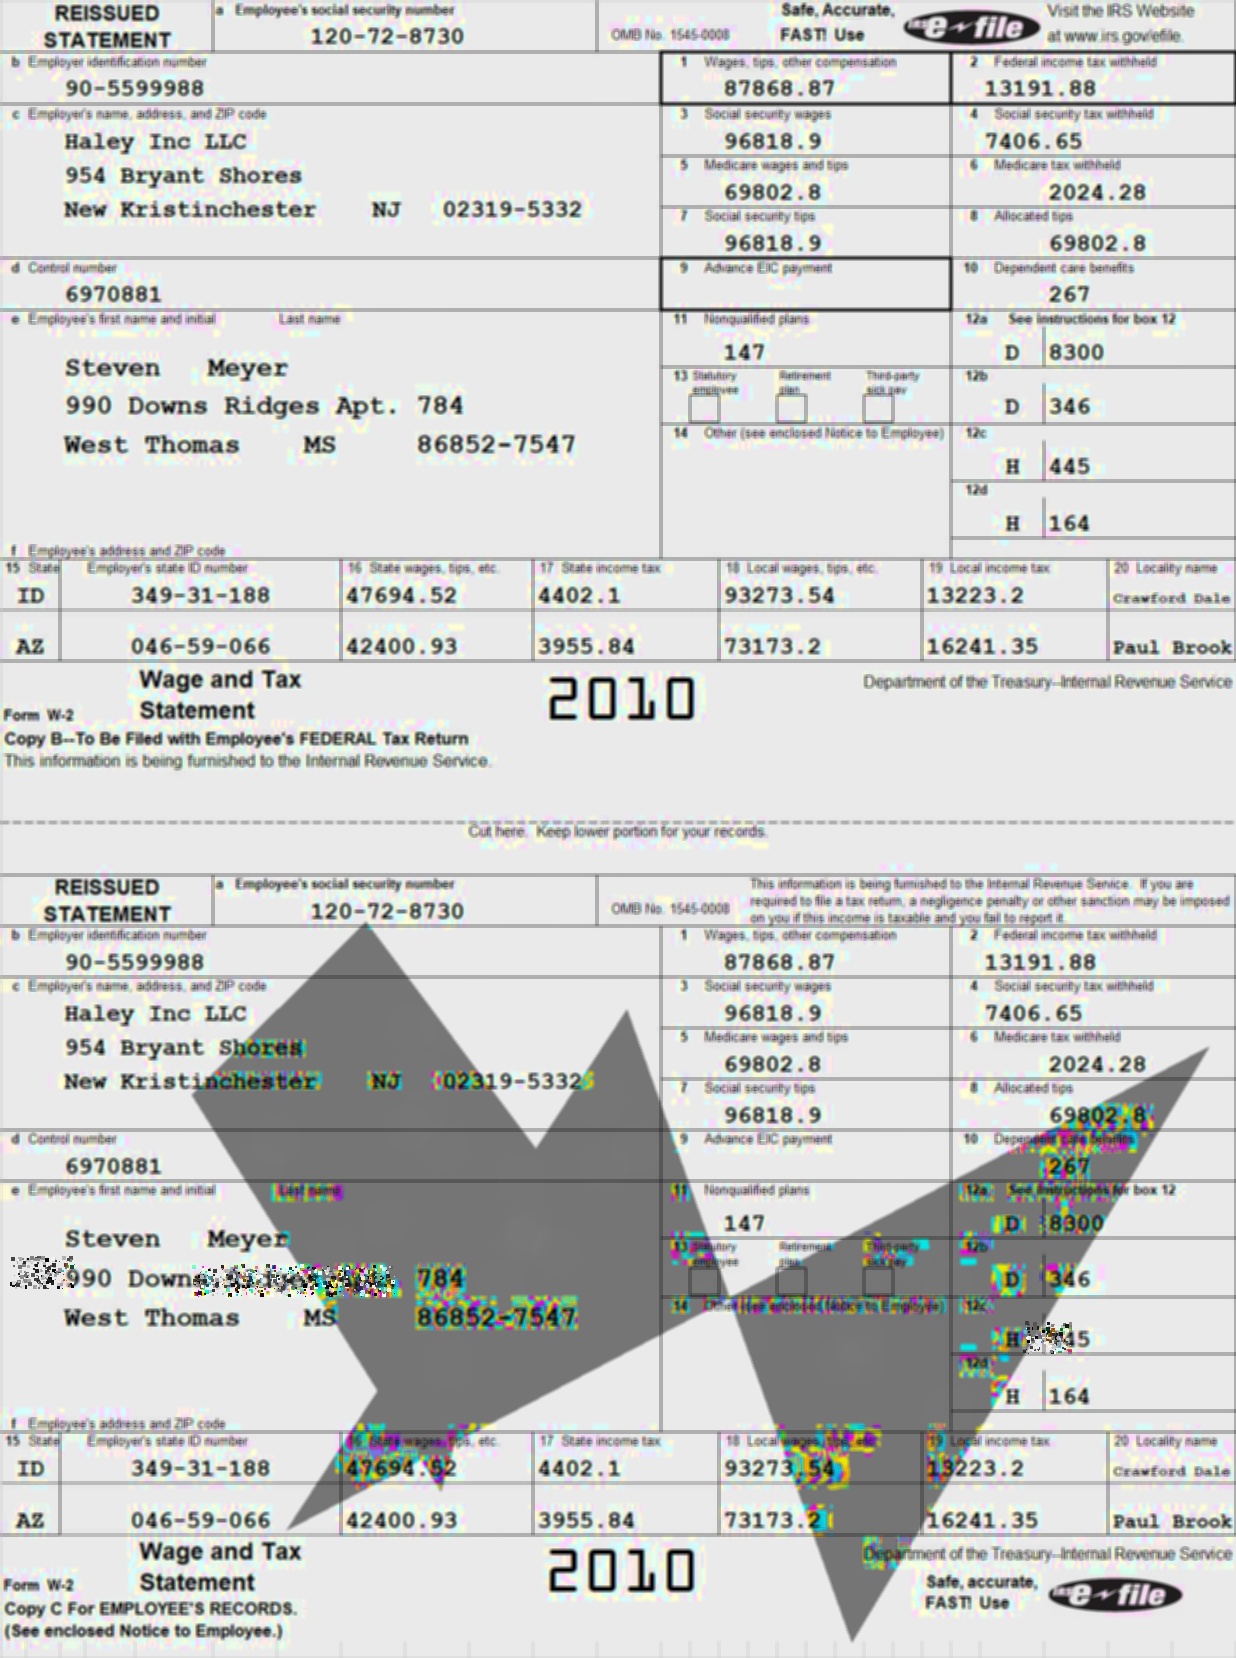 REISSUED STATEMENT
a Employee's social security number
120-72-8730
OMB No. 1545-0008
Safe, Accurate, FAST! Use
IRS e-file
Visit the IRS Website at www.irs.gov/efile.
b Employer identification number
90-5599988
1 Wages, tips, other compensation
87868.87
2 Federal income tax withheld
13191.88
c Employer's name, address, and ZIP code
Haley Inc LLC
954 Bryant Shores
New Kristinchester NJ 02319-5332
3 Social security wages
96818.9
4 Social security tax withheld
7406.65
5 Medicare wages and tips
69802.8
6 Medicare tax withheld
2024.28
7 Social security tips
96818.9
8 Allocated tips
69802.8
d Control number
6970881
9 Advance EIC payment
10 Dependent care benefits
267
e Employee's first name and initial Last name
Steven Meyer
990 Downs Ridges Apt. 784
West Thomas MS 86852-7547
11 Nonqualified plans
147
12a See instructions for box 12
D 8300
13 Statutory employee Retirement plan Third-party sick pay
12b
D 346
14 Other (see enclosed Notice to Employee)
12c
H 445
12d
H 164
f Employee's address and ZIP code
15 State Employer's state ID number 16 State wages, tips, etc. 17 State income tax 18 Local wages, tips, etc. 19 Local income tax 20 Locality name
ID 349-31-188 47694.52 4402.1 93273.54 13223.2 Crawford Dale
AZ 046-59-066 42400.93 3955.84 73173.2 16241.35 Paul Brook
Form W-2 Wage and Tax Statement
2010
Department of the Treasury--Internal Revenue Service
Copy B--To Be Filed with Employee's FEDERAL Tax Return
This information is being furnished to the Internal Revenue Service.
Cut here. Keep lower portion for your records.
REISSUED STATEMENT
a Employee's social security number
120-72-8730
OMB No. 1545-0008
This information is being furnished to the Internal Revenue Service. If you are
required to file a tax return, a negligence penalty or other sanction may be imposed
on you if this income is taxable and you fail to report it.
b Employer identification number
90-5599988
1 Wages, tips, other compensation
87868.87
2 Federal income tax withheld
13191.88
c Employer's name, address, and ZIP code
Haley Inc LLC
954 Bryant Shores
New Kristinchester NJ 02319-5332
3 Social security wages
96818.9
4 Social security tax withheld
7406.65
5 Medicare wages and tips
69802.8
6 Medicare tax withheld
2024.28
7 Social security tips
96818.9
8 Allocated tips
69802.8
d Control number
6970881
9 Advance EIC payment
10 Dependent care benefits
267
e Employee's first name and initial Last name
Steven Meyer
990 Downs 784
West Thomas MS 86852-7547
11 Nonqualified plans
147
12a See instructions for box 12
D 8300
13 Statutory employee Retirement plan Third-party sick pay
12b
D 346
14 Other (see enclosed Notice to Employee)
12c
H
12d
H 164
f Employee's address and ZIP code
15 State Employer's state ID number 16 State wages, tips, etc. 17 State income tax 18 Local wages, tips, etc. 19 Local income tax 20 Locality name
ID 349-31-188 47694.52 4402.1 93273.54 13223.2 Crawford Dale
AZ 046-59-066 42400.93 3955.84 73173.2 16241.35 Paul Brook
Form W-2 Wage and Tax Statement
2010
Department of the Treasury--Internal Revenue Service
Copy C For EMPLOYEE'S RECORDS.
(See enclosed Notice to Employee.)
Safe, accurate, FAST! Use
IRS e-file